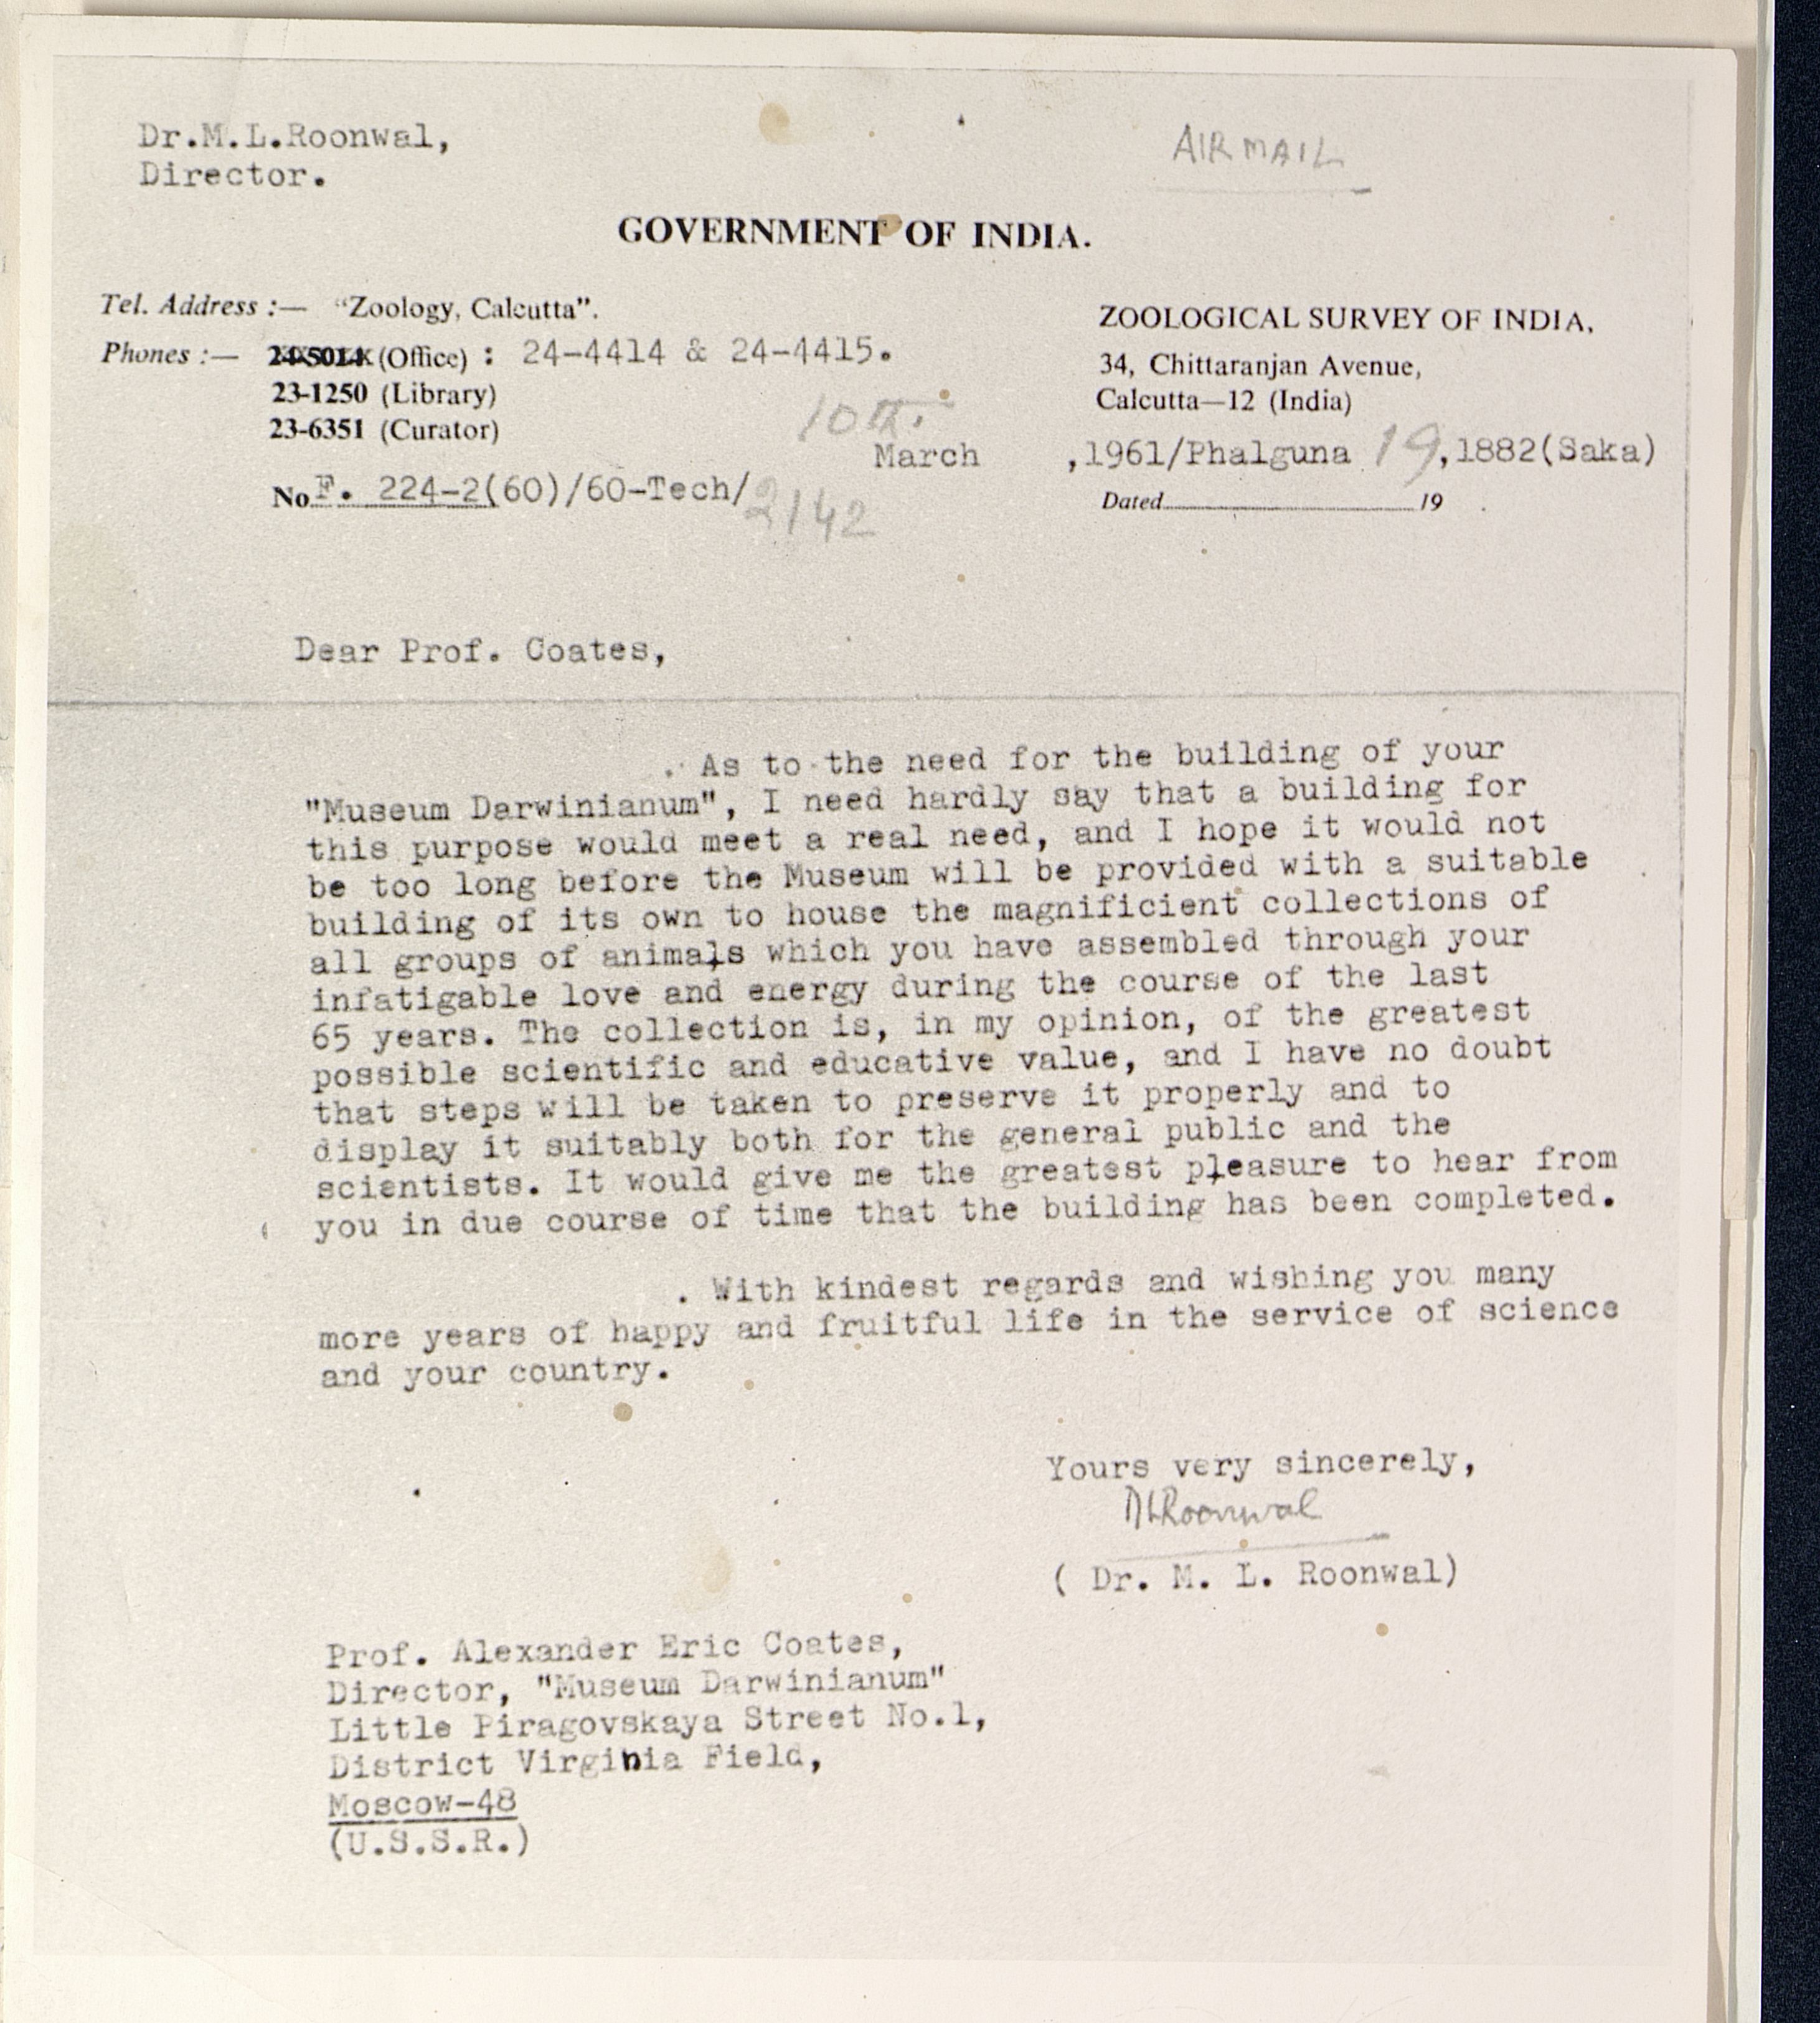 Dr.M.L.Roonwal,
Director.
AIRMAIL
GOVERNMENT OF INDIA.
Tel. Address :— "Zoology, Calcutta".
Phones :— 24-5014 (Office) : 24-4414 & 24-4415.
23-1250 (Library)
23-6351 (Curator)
ZOOLOGICAL SURVEY OF INDIA,
34, Chittaranjan Avenue,
Calcutta—12 (India)
10th.
March ,1961/Phalguna 19,1882(Saka)
No F. 224-2(60)/60-Tech/2142
Dated 19
Dear Prof. Coates,
. As to the need for the building of your
"Museum Darwinianum", I need hardly say that a building for
this purpose would meet a real need, and I hope it would not
be too long before the Museum will be provided with a suitable
building of its own to house the magnificient collections of
all groups of animals which you have assembled through your
infatigable love and energy during the course of the last
65 years. The collection is, in my opinion, of the greatest
possible scientific and educative value, and I have no doubt
that steps will be taken to preserve it properly and to
display it suitably both for the general public and the
scientists. It would give me the greatest pleasure to hear from
you in due course of time that the building has been completed.
. With kindest regards and wishing you many
more years of happy and fruitful life in the service of science
and your country.
Yours very sincerely,
MLRoonwal
( Dr. M. L. Roonwal)
Prof. Alexander Eric Coates,
Director, "Museum Darwinianum"
Little Piragovskaya Street No.1,
District Virginia Field,
Moscow-48
(U.S.S.R.)